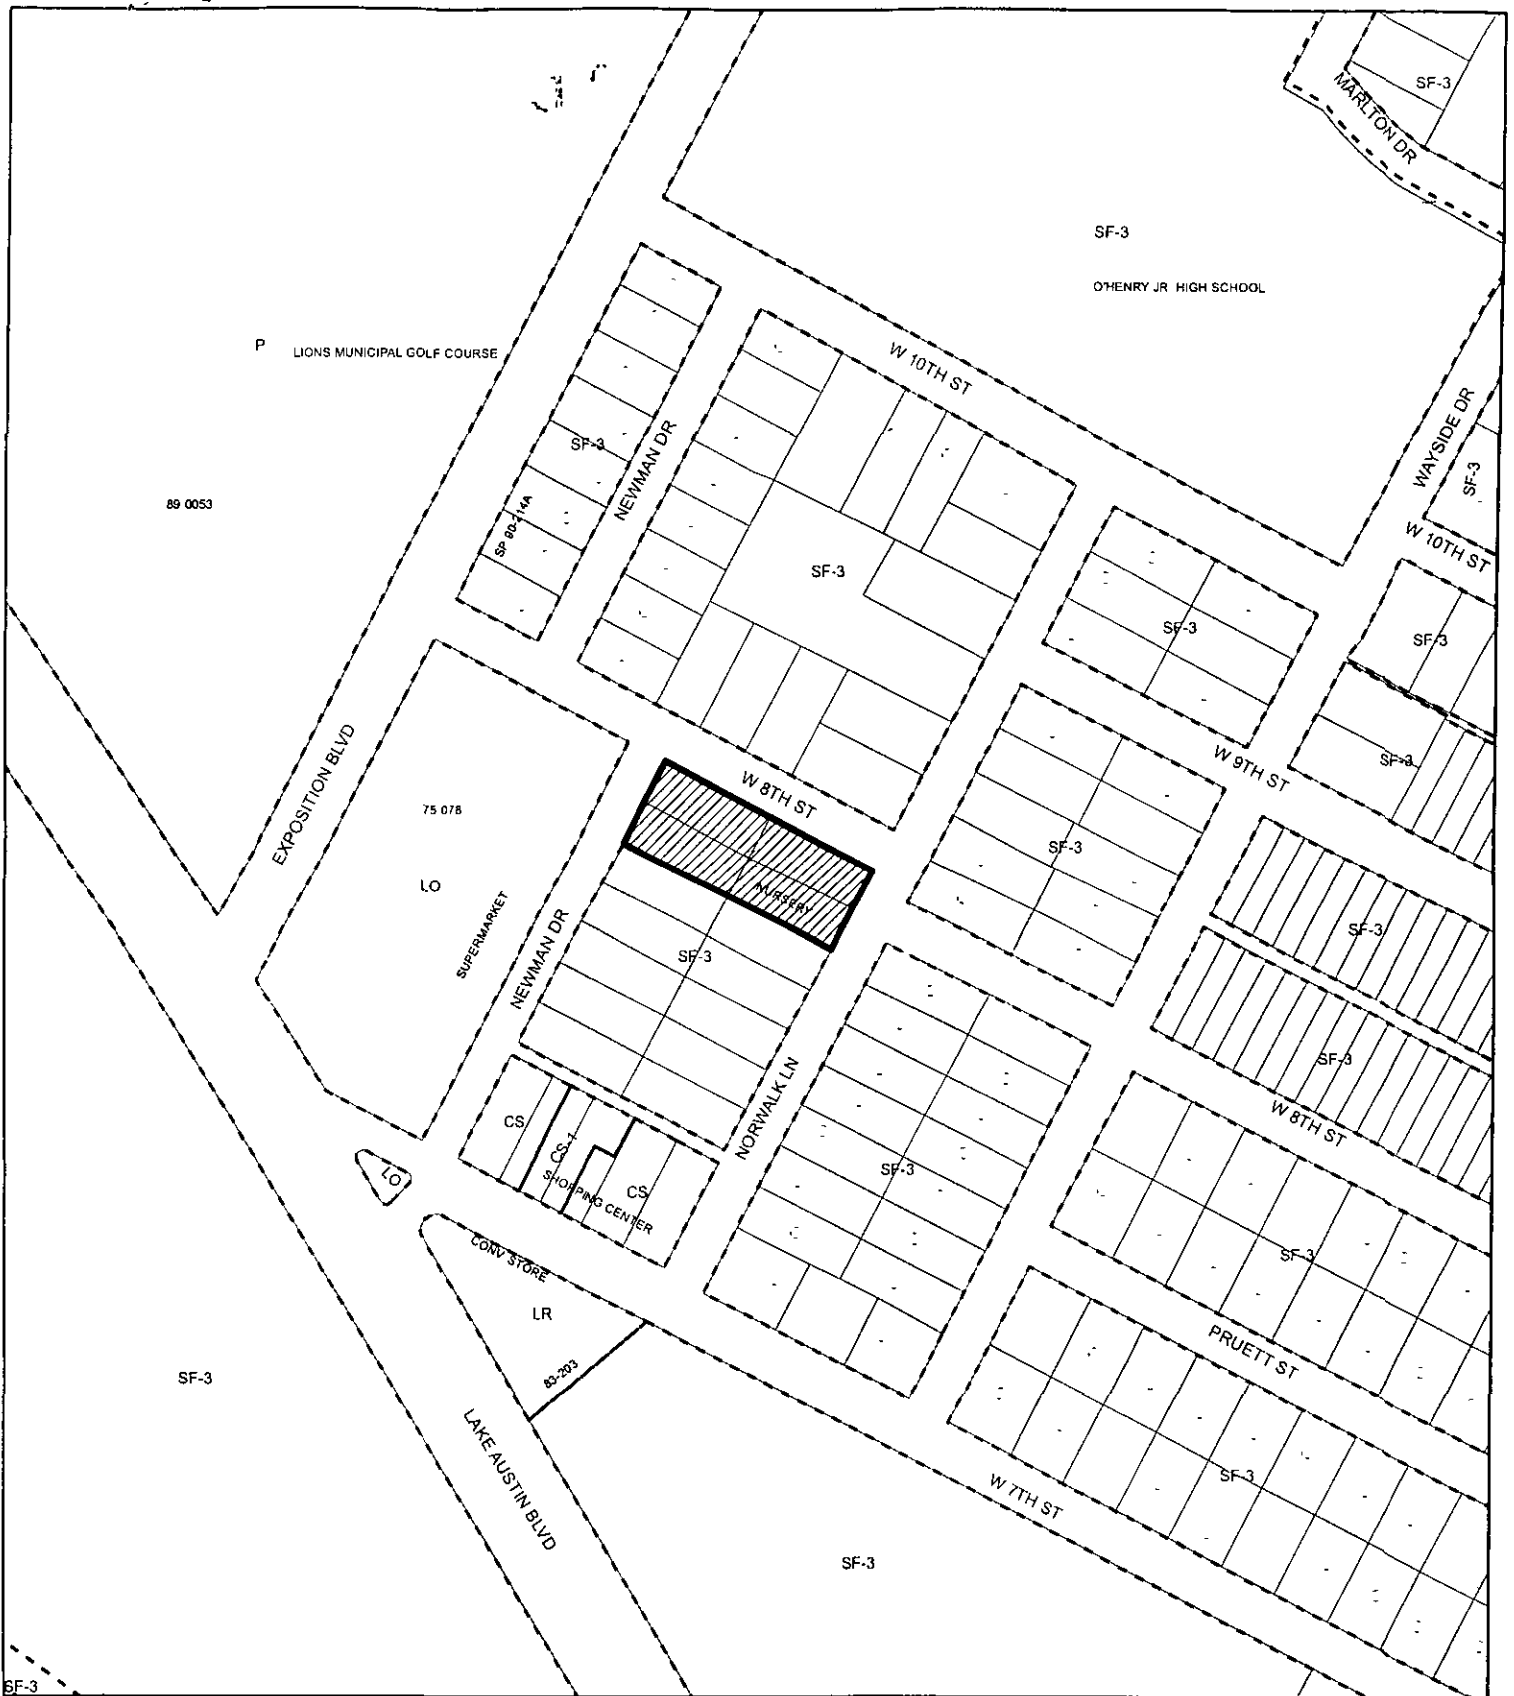 SF-3
MARLTON DR
SF-3
O'HENRY JR HIGH SCHOOL
P
LIONS MUNICIPAL GOLF COURSE
W 10TH ST
WAYSIDE DR
SF-3
NEWMAN DR
SF-3
89 0053
SP 90-214A
W 10TH ST
SF-3
SF-3
SF-3
EXPOSITION BLVD
W 8TH ST
W 9TH ST
SF-3
75 078
LO
SUPERMARKET
NURSERY
SF-3
SF-3
NEWMAN DR
SF-3
SF-3
NORWALK LN
W 8TH ST
CS
CS-1
SHOPPING CENTER
CS
LO
SF-3
CONV STORE
LR
SF-3
PRUETT ST
83-203
SF-3
LAKE AUSTIN BLVD
SF-3
W 7TH ST
SF-3
SF-3